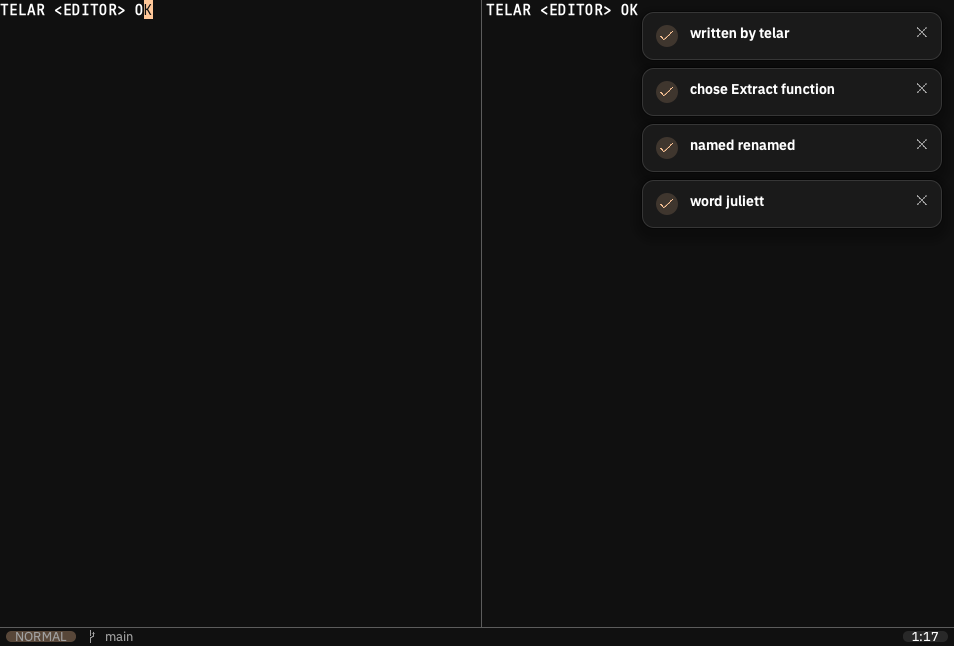 TELAR <EDITOR> OK
TELAR <EDITOR> OK
written by telar
chose Extract function
named renamed
word juliett
NORMAL main 1:17